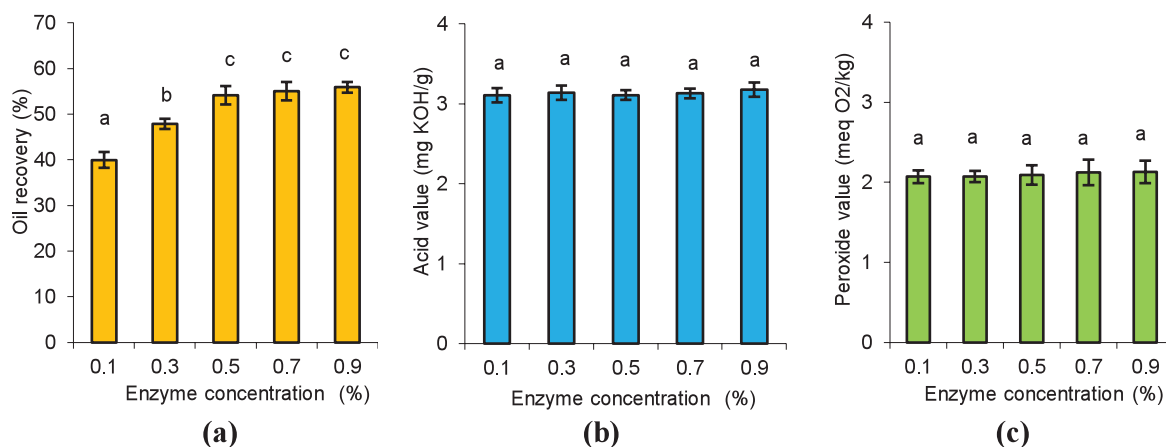 Oil recovery (%)
70
60
50
40
30
20
10
0
a
b
c
c
c
0.1 0.3 0.5 0.7 0.9
Enzyme concentration (%)
(a)
Acid value (mg KOH/g)
4
3
2
1
0
a
a
a
a
a
0.1 0.3 0.5 0.7 0.9
Enzyme concentration (%)
(b)
Peroxide value (meq O2/kg)
4
3
2
1
0
a
a
a
a
a
0.1 0.3 0.5 0.7 0.9
Enzyme concentration (%)
(c)